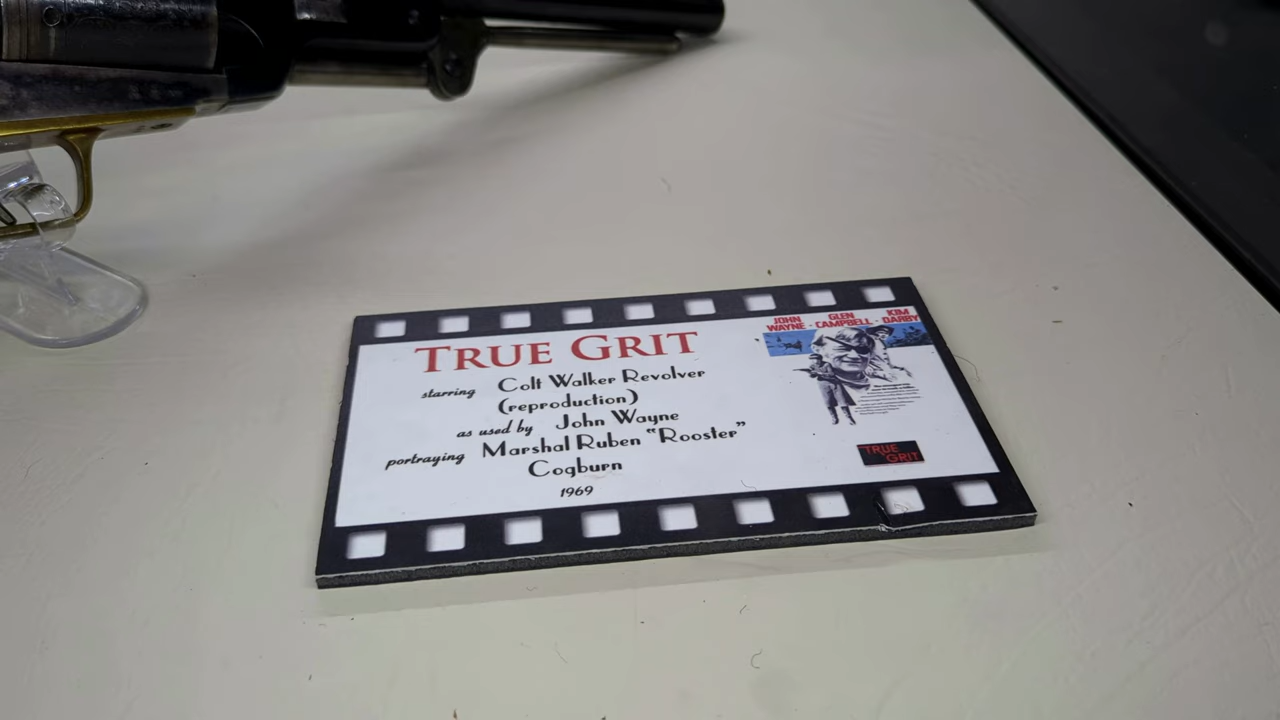 TRUE GRIT
starring Colt Walker Revolver
(reproduction)
as used by John Wayne
portraying Marshal Ruben "Rooster"
Cogburn
1969
JOHN WAYNE - GLEN CAMPBELL - KIM DARBY
TRUE
GRIT